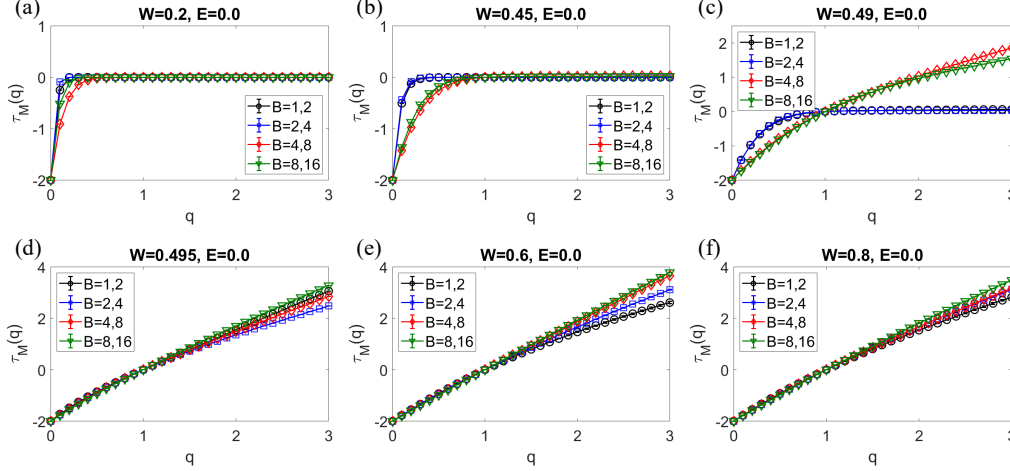 (a)
W=0.2, E=0.0
1
0
-1
-2
τM(q)
0
1
2
3
q
B=1,2
B=2,4
B=4,8
B=8,16
(b)
W=0.45, E=0.0
1
0
-1
-2
τM(q)
0
1
2
3
q
B=1,2
B=2,4
B=4,8
B=8,16
(c)
W=0.49, E=0.0
2
1
0
-1
-2
τM(q)
0
1
2
3
q
B=1,2
B=2,4
B=4,8
B=8,16
(d)
W=0.495, E=0.0
4
2
0
-2
τM(q)
0
1
2
3
q
B=1,2
B=2,4
B=4,8
B=8,16
(e)
W=0.6, E=0.0
4
2
0
-2
τM(q)
0
1
2
3
q
B=1,2
B=2,4
B=4,8
B=8,16
(f)
W=0.8, E=0.0
4
2
0
-2
τM(q)
0
1
2
3
q
B=1,2
B=2,4
B=4,8
B=8,16